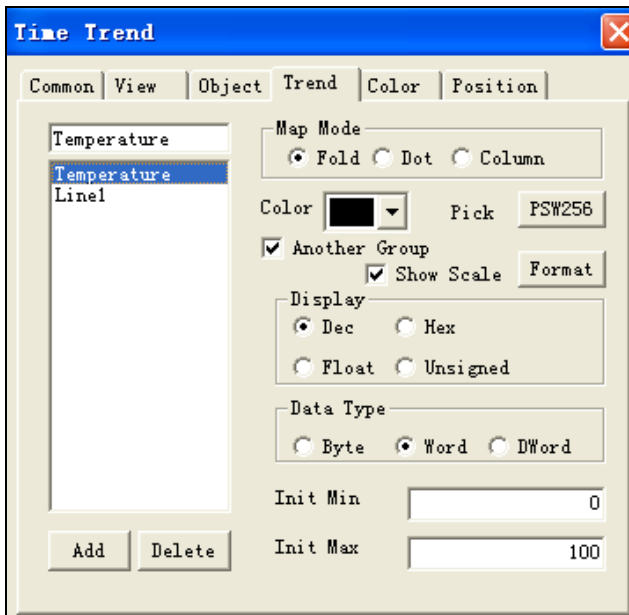 Time Trend
Common View Object Trend Color Position
Temperature
Temperature
Line1
Add Delete
Map Mode
Fold Dot Column
Color Pick PSW256
Another Group
Show Scale Format
Display
Dec Hex
Float Unsigned
Data Type
Byte Word DWord
Init Min 0
Init Max 100